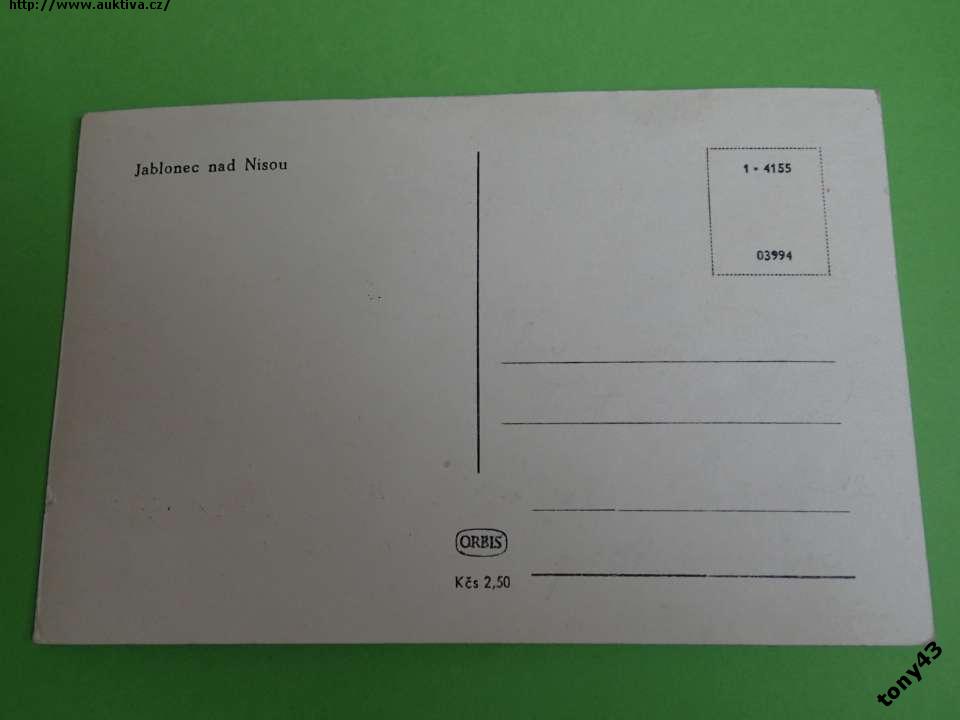 http://www.auktiva.cz/
Jablonec nad Nisou
1 - 4155
03994
ORBIS
Kčs 2,50
tony43